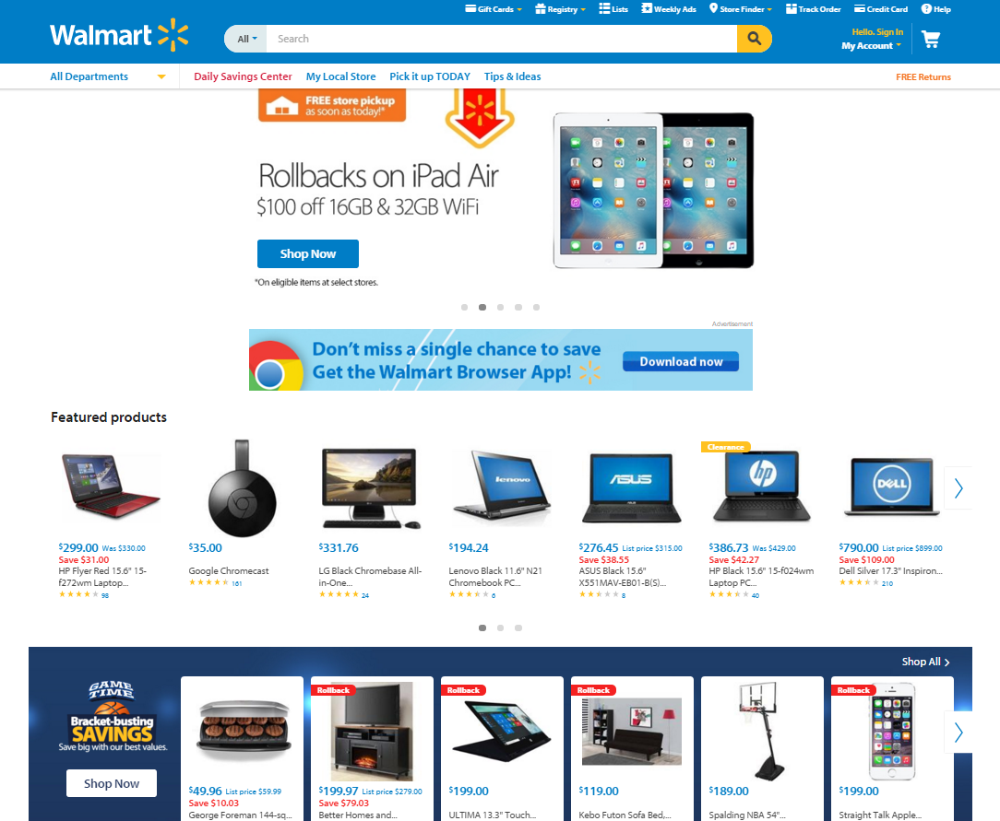 Gift Cards
Registry
Lists
Weekly Ads
Store Finder
Track Order
Credit Card
Help
Walmart
All
Search
Hello. Sign In
My Account
All Departments
Daily Savings Center
My Local Store
Pick it up TODAY
Tips & Ideas
FREE Returns
FREE store pickup
as soon as today!*
Rollbacks on iPad Air
$100 off 16GB & 32GB WiFi
Shop Now
*On eligible items at select stores.
Advertisement
Don't miss a single chance to save
Get the Walmart Browser App!
Download now
Featured products
$299.00 Was $330.00
Save $31.00
HP Flyer Red 15.6" 15-
f272wm Laptop...
98
$35.00
Google Chromecast
161
$331.76
LG Black Chromebase All-
in-One...
24
lenovo
$194.24
Lenovo Black 11.6" N21
Chromebook PC...
6
ASUS
$276.45 List price $315.00
Save $38.55
ASUS Black 15.6"
X551MAV-EB01-B(S)...
8
Clearance
hp
$386.73 Was $429.00
Save $42.27
HP Black 15.6" 15-f024wm
Laptop PC...
40
DELL
$790.00 List price $899.00
Save $109.00
Dell Silver 17.3" Inspiron...
210
Shop All
GAME
TIME
Bracket-busting
SAVINGS
Save big with our best values.
Shop Now
$49.96 List price $59.99
Save $10.03
George Foreman 144-sq...
Rollback
$199.97 List price $279.00
Save $79.03
Better Homes and...
Rollback
$199.00
ULTIMA 13.3" Touch...
Rollback
$119.00
Kebo Futon Sofa Bed,...
$189.00
Spalding NBA 54"...
Rollback
$199.00
Straight Talk Apple...